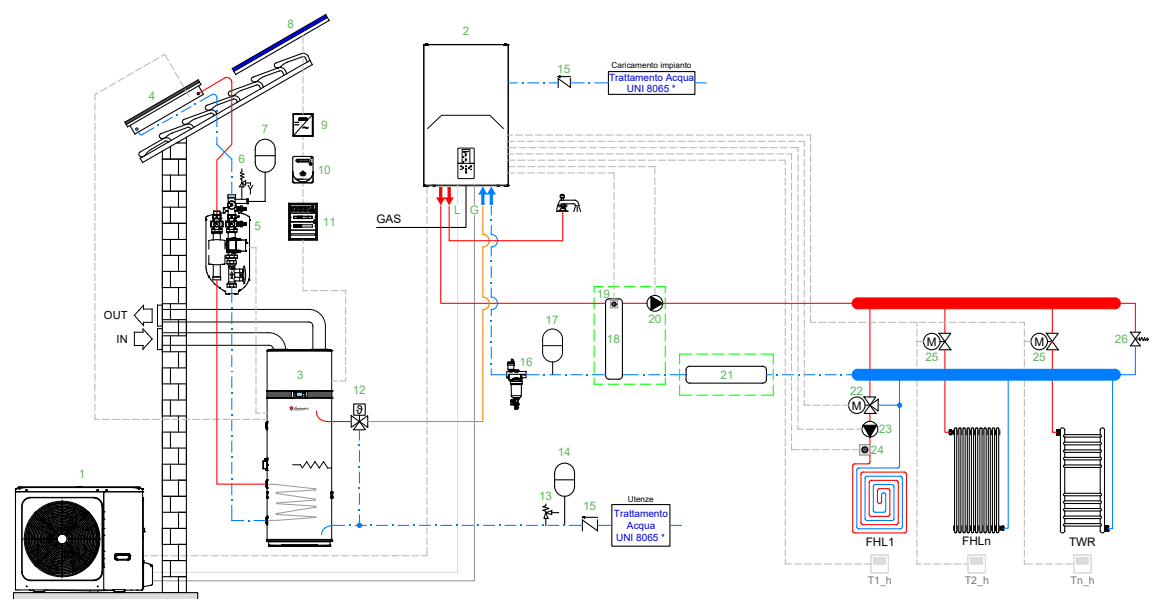 8
2
4
15
Caricamento impianto
Trattamento Acqua
UNI 8065 *
9
7
6
10
5
11
L
G
GAS
OUT
IN
19
20
18
17
16
21
26
M
25
M
25
3
12
22
M
23
24
1
14
13
15
Utenze
Trattamento
Acqua
UNI 8065 *
FHL1
FHLn
TWR
T1_h
T2_h
Tn_h